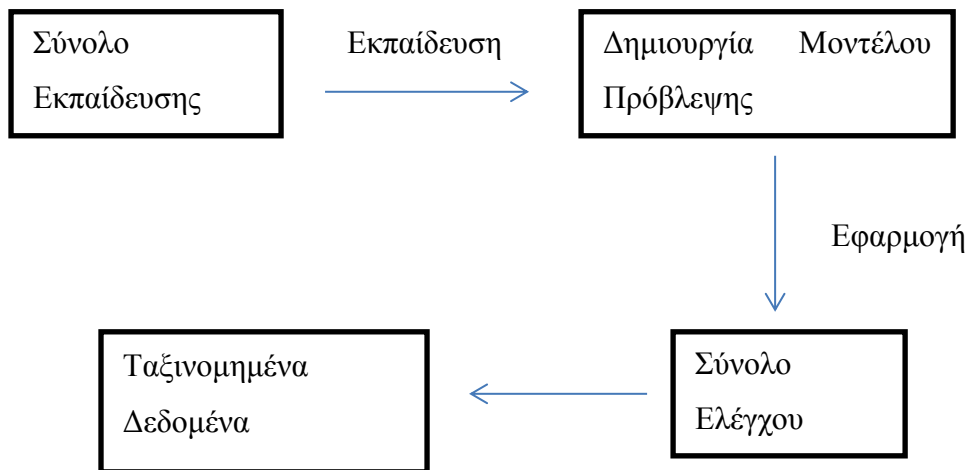 Σύνολο
Εκπαίδευσης
Εκπαίδευση
Δημιουργία Μοντέλου
Πρόβλεψης
Εφαρμογή
Σύνολο
Ελέγχου
Ταξινομημένα
Δεδομένα